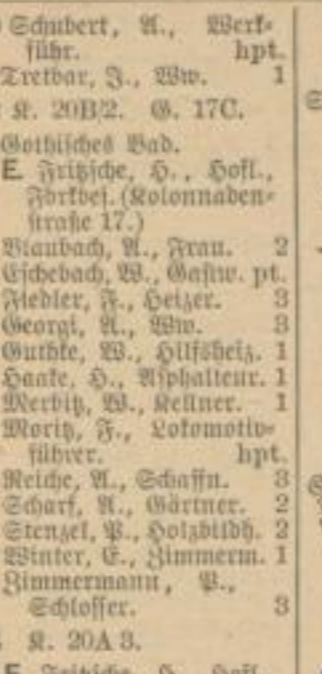 Schubert, A., Werk-
führ. hpt.
Tretbar, J., Ww. 1
K. 20B/2. G. 17C.
Gothisches Bad.
E Fritzsche, H., Hofl.,
Fbrkbes. (Kolonnaden-
straße 17.)
Blaubach, A., Frau. 2
Eschebach, W., Gastw. pt.
Fiedler, F., Heizer. 3
Georgi, A., Ww. 3
Guthke, W., Hilfsheiz. 1
Haake, H., Asphalteur. 1
Merbitz, W., Kellner. 1
Moritz, F., Lokomotiv-
führer. hpt.
Reiche, A., Schaffn. 3
Scharf, A., Gärtner. 2
Stenzel, P., Holzbildh. 2
Winter, E., Zimmerm. 1
Zimmermann, P.,
Schlosser. 3
K. 20A 3.
E Fritzsche, H., Hofl.,